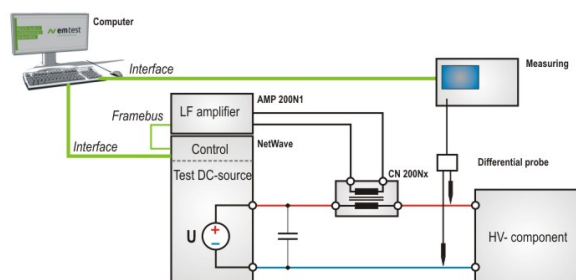 Computer
emtest
Interface
Measuring
AMP 200N1
LF amplifier
Framebus
NetWave
Interface
Control
Test DC-source
CN 200Nx
Differential probe
U
+
−
HV- component